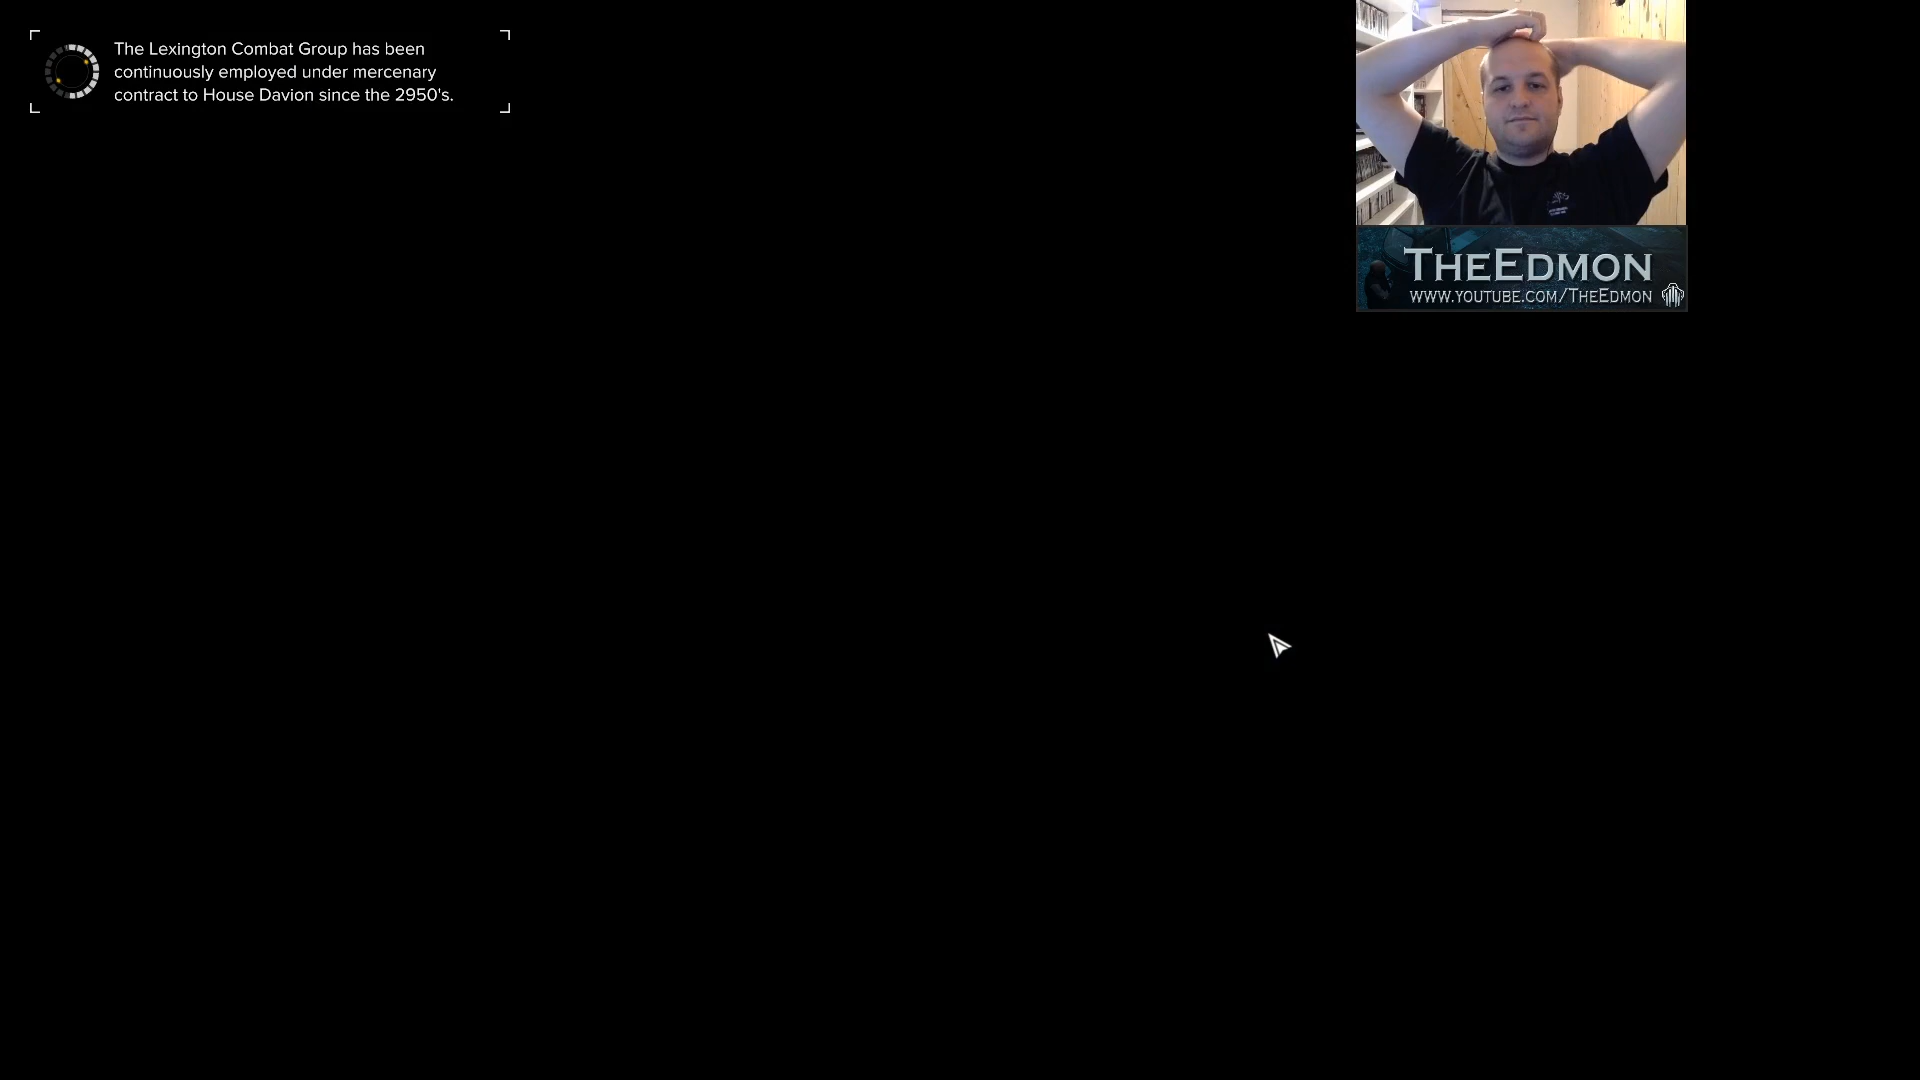 The Lexington Combat Group has been
continuously employed under mercenary
contract to House Davion since the 2950's.
TheEdmon
www.youtube.com/TheEdmon